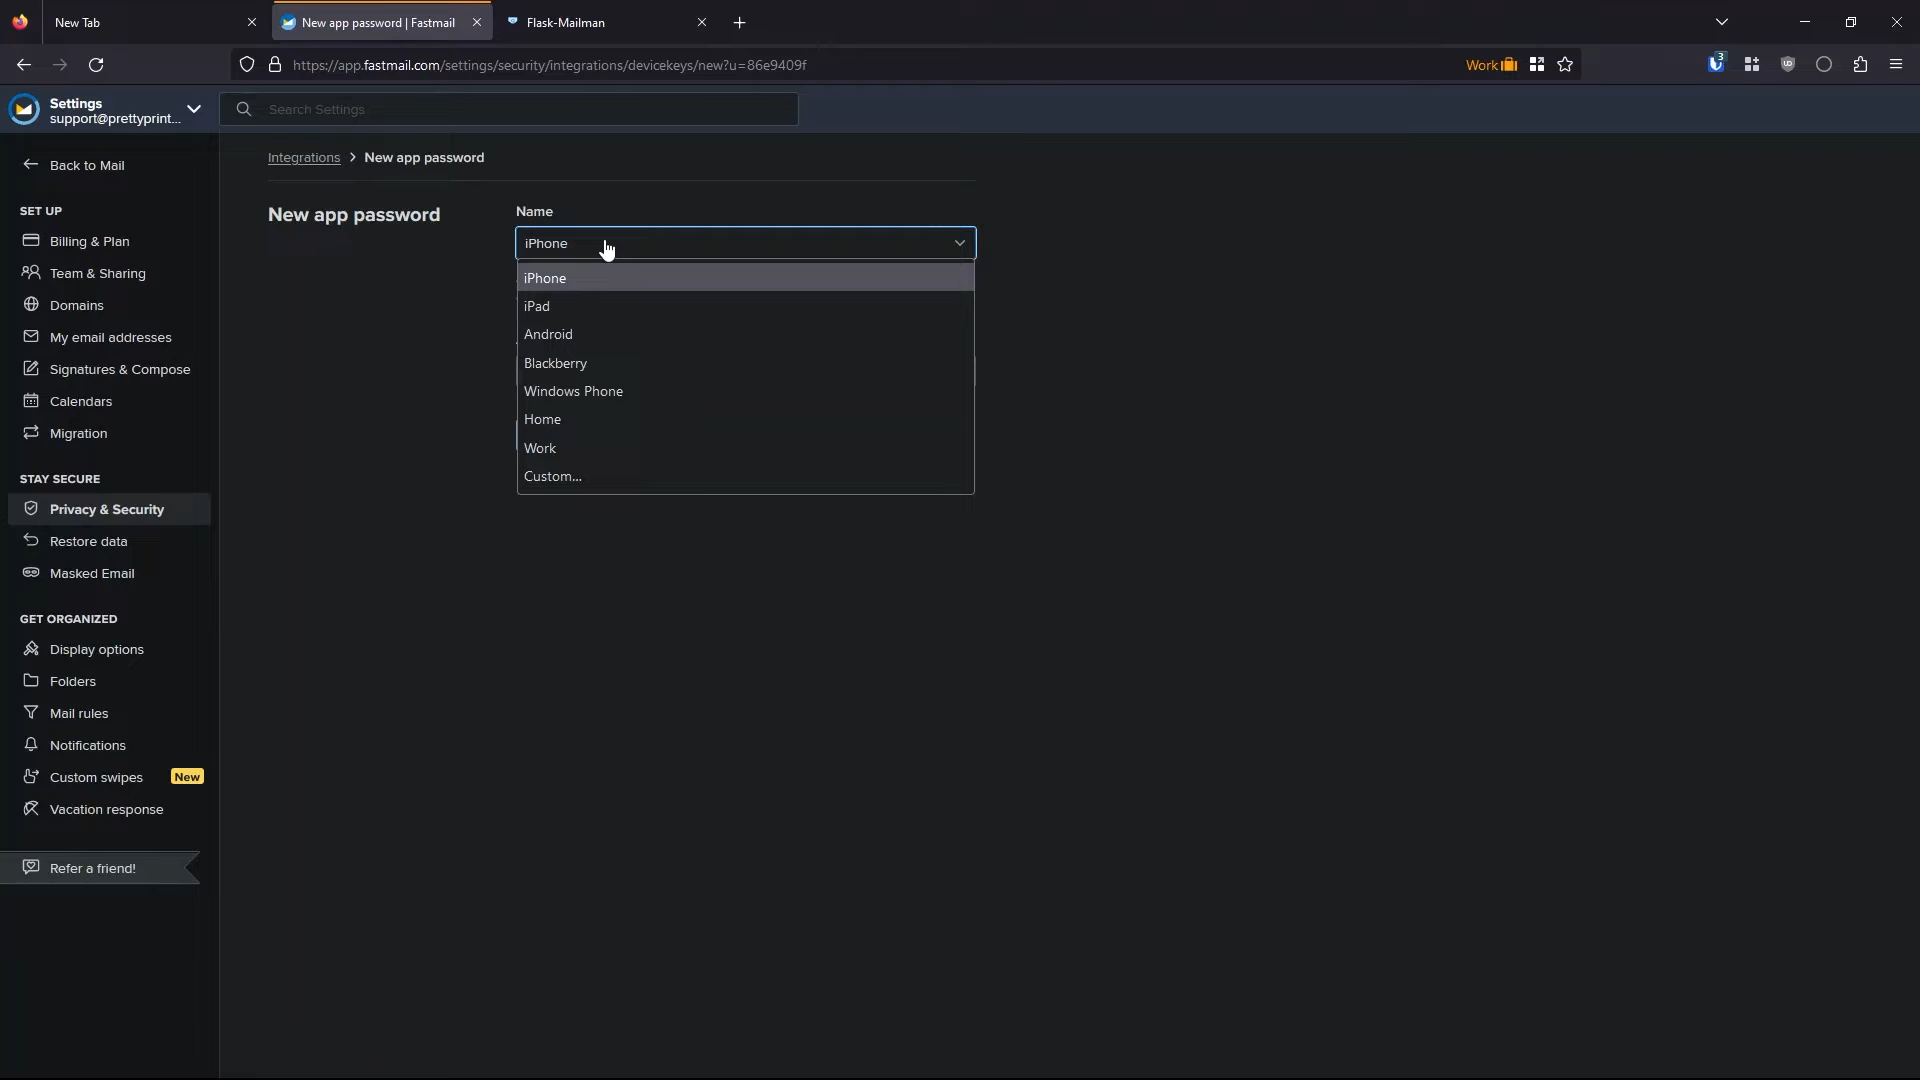 New Tab
New app password | Fastmail
Flask-Mailman
https://app.fastmail.com/settings/security/integrations/devicekeys/new?u=86e9409f
Work
3
Settings
support@prettyprint...
Search Settings
Back to Mail
Integrations > New app password
SET UP
New app password
Name
Billing & Plan
iPhone
Team & Sharing
iPhone
Domains
iPad
My email addresses
Android
Signatures & Compose
Blackberry
Calendars
Windows Phone
Migration
Home
Work
STAY SECURE
Custom...
Privacy & Security
Restore data
Masked Email
GET ORGANIZED
Display options
Folders
Mail rules
Notifications
Custom swipes New
Vacation response
Refer a friend!